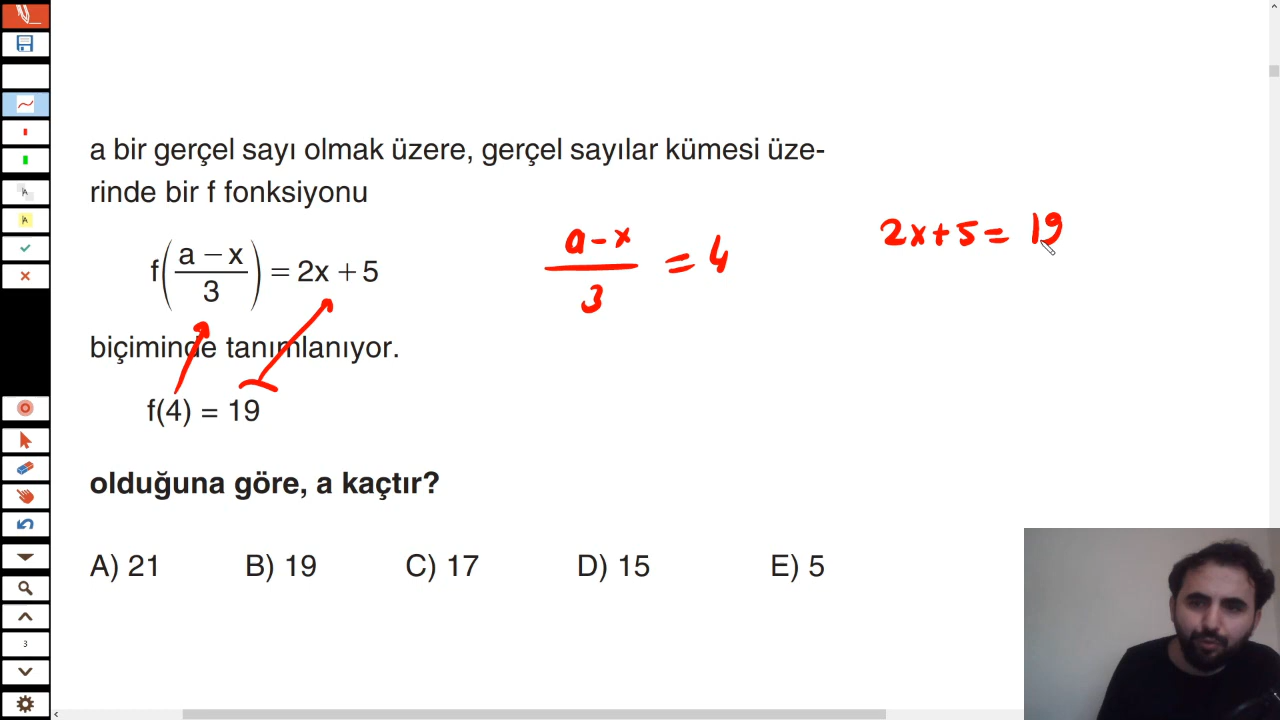 a bir gerçel sayı olmak üzere, gerçel sayılar kümesi üze-
rinde bir f fonksiyonu
f((a − x)/3) = 2x + 5
(a-x)/3 = 4
2x+5 = 19
biçiminde tanımlanıyor.
f(4) = 19
olduğuna göre, a kaçtır?
A) 21 B) 19 C) 17 D) 15 E) 5
3